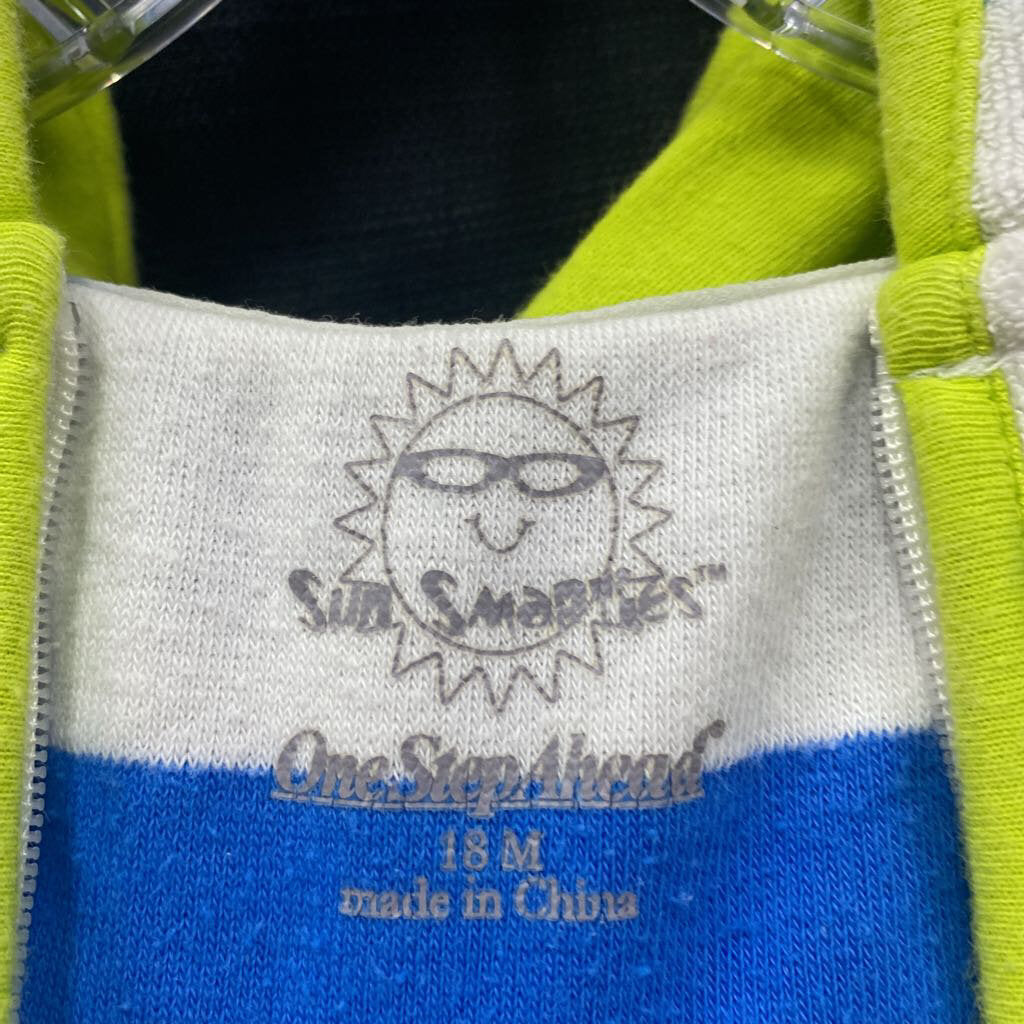 Sun Smarties™
One Step Ahead
18 M
made in China